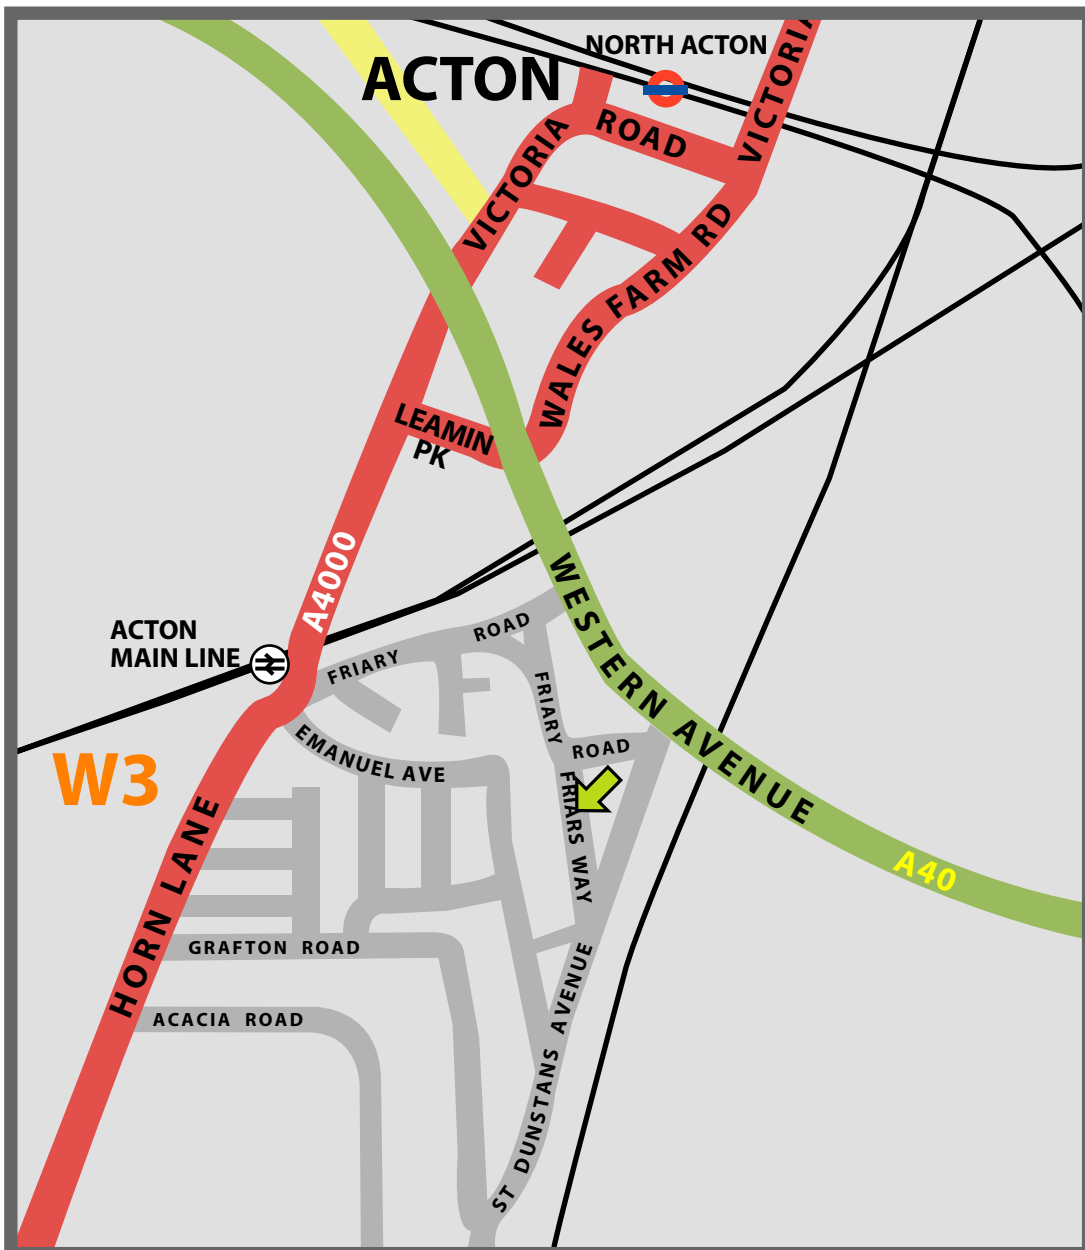 NORTH ACTON
ACTON
VICTORIA
ROAD
VICTORIA
WALES FARM RD
LEAMIN
PK
A4000
ACTON
MAIN LINE
WESTERN AVENUE
FRIARY
ROAD
FRIARY
ROAD
EMANUEL AVE
W3
FRIARS WAY
HORN LANE
A40
GRAFTON ROAD
ACACIA ROAD
ST DUNSTANS AVENUE